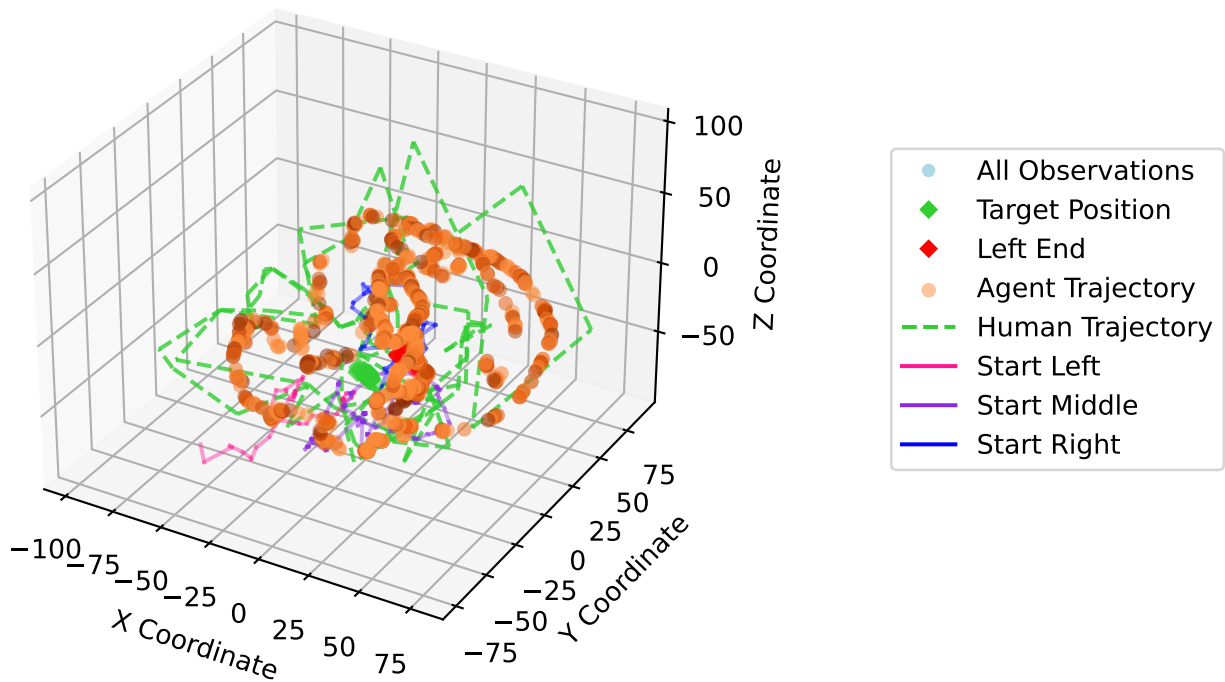 100
50
0
−50
Z Coordinate
−100
−75
−50
−25
0
25
50
75
X Coordinate
75
50
25
0
−25
−50
−75
Y Coordinate
All Observations
Target Position
Left End
Agent Trajectory
Human Trajectory
Start Left
Start Middle
Start Right